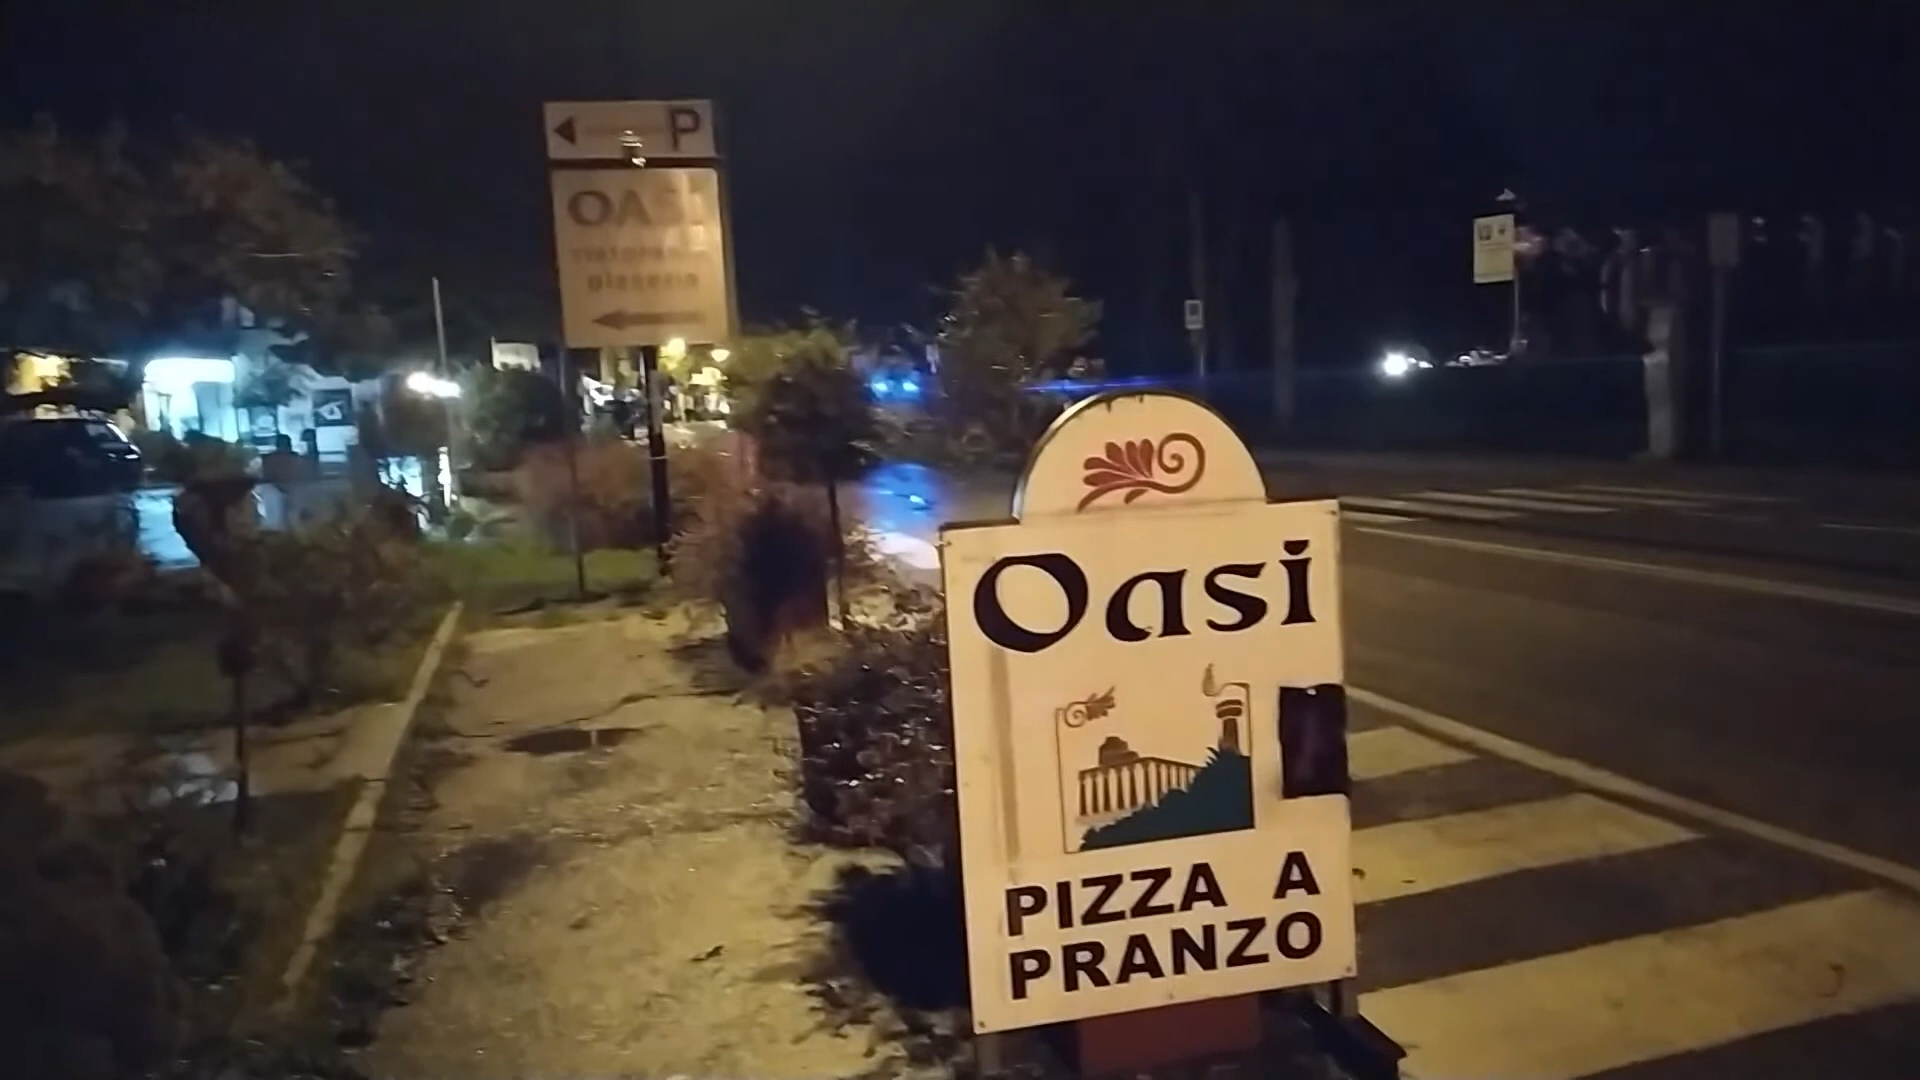 P
OASI
ristorante
pizzeria
Oasi
PIZZA A
PRANZO